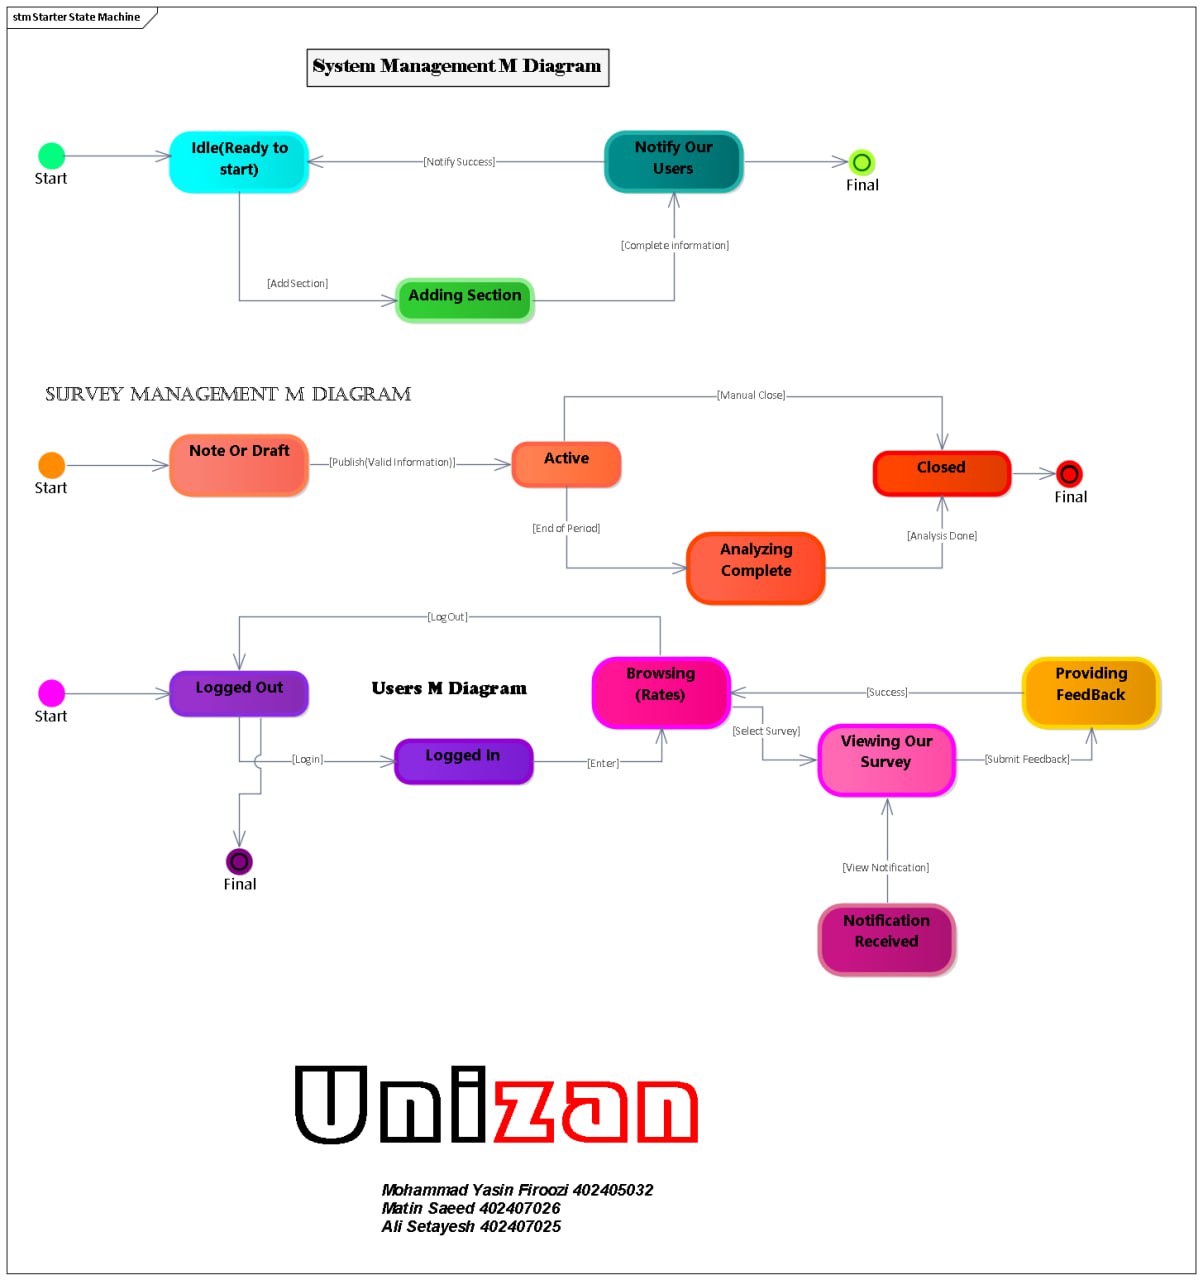 stm Starter State Machine
System Management M Diagram
Start
Idle(Ready to
start)
[Notify Success]
Notify Our
Users
Final
[Complete information]
[Add Section]
Adding Section
SURVEY MANAGEMENT M DIAGRAM
[Manual Close]
Start
Note Or Draft
[Publish(Valid Information)]
Active
Closed
Final
[End of Period]
[Analysis Done]
Analyzing
Complete
[LogOut]
Start
Logged Out
Users M Diagram
Browsing
(Rates)
[Success]
Providing
FeedBack
[Select Survey]
Viewing Our
Survey
[Login]
Logged In
[Enter]
[Submit Feedback]
Final
[View Notification]
Notification
Received
Unizan
Mohammad Yasin Firoozi 402405032
Matin Saeed 402407026
Ali Setayesh 402407025